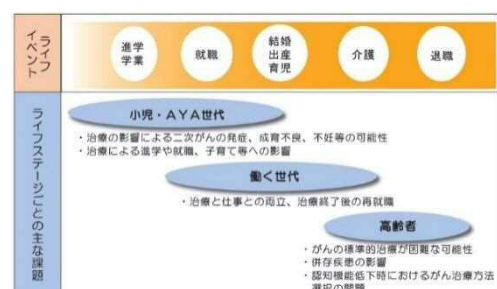 ライフ
イベント
進学
学業
就職
結婚
出産
育児
介護
退職
ライフステージごとの主な課題
小児・AYA世代
・治療の影響による二次がんの発症、成育不良、不妊等の可能性
・治療による進学や就職、子育て等への影響
働く世代
・治療と仕事との両立、治療終了後の再就職
高齢者
・がんの標準的治療が困難な可能性
・併存疾患の影響
・認知機能低下時におけるがん治療方法
選択の問題